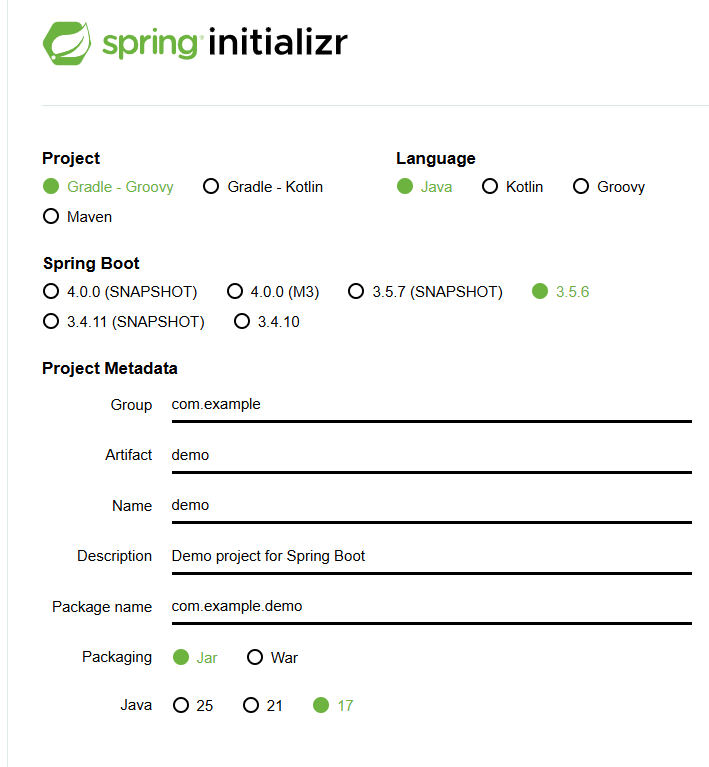 spring initializr
Project
Language
Gradle - Groovy Gradle - Kotlin
Java Kotlin Groovy
Maven
Spring Boot
4.0.0 (SNAPSHOT) 4.0.0 (M3) 3.5.7 (SNAPSHOT) 3.5.6
3.4.11 (SNAPSHOT) 3.4.10
Project Metadata
Group com.example
Artifact demo
Name demo
Description Demo project for Spring Boot
Package name com.example.demo
Packaging Jar War
Java 25 21 17